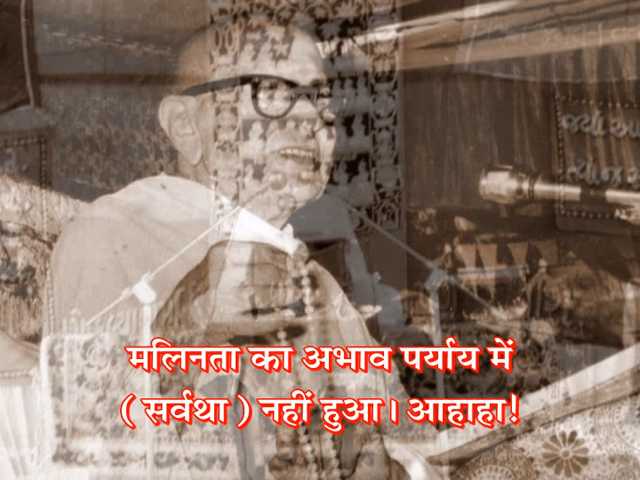 मलिनता का अभाव पर्याय में
( सर्वथा ) नहीं हुआ। आहाहा!